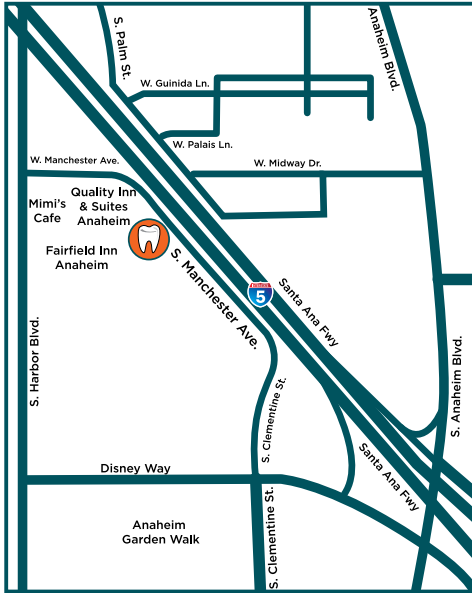 S. Palm St.
Anaheim Blvd.
W. Guinida Ln.
W. Palais Ln.
W. Manchester Ave.
W. Midway Dr.
Mimi's
Cafe
Quality Inn
& Suites
Anaheim
Fairfield Inn
Anaheim
S. Manchester Ave.
5
Santa Ana Fwy
S. Harbor Blvd.
S. Anaheim Blvd.
S. Clementine St.
Santa Ana Fwy
Disney Way
S. Clementine St.
Anaheim
Garden Walk